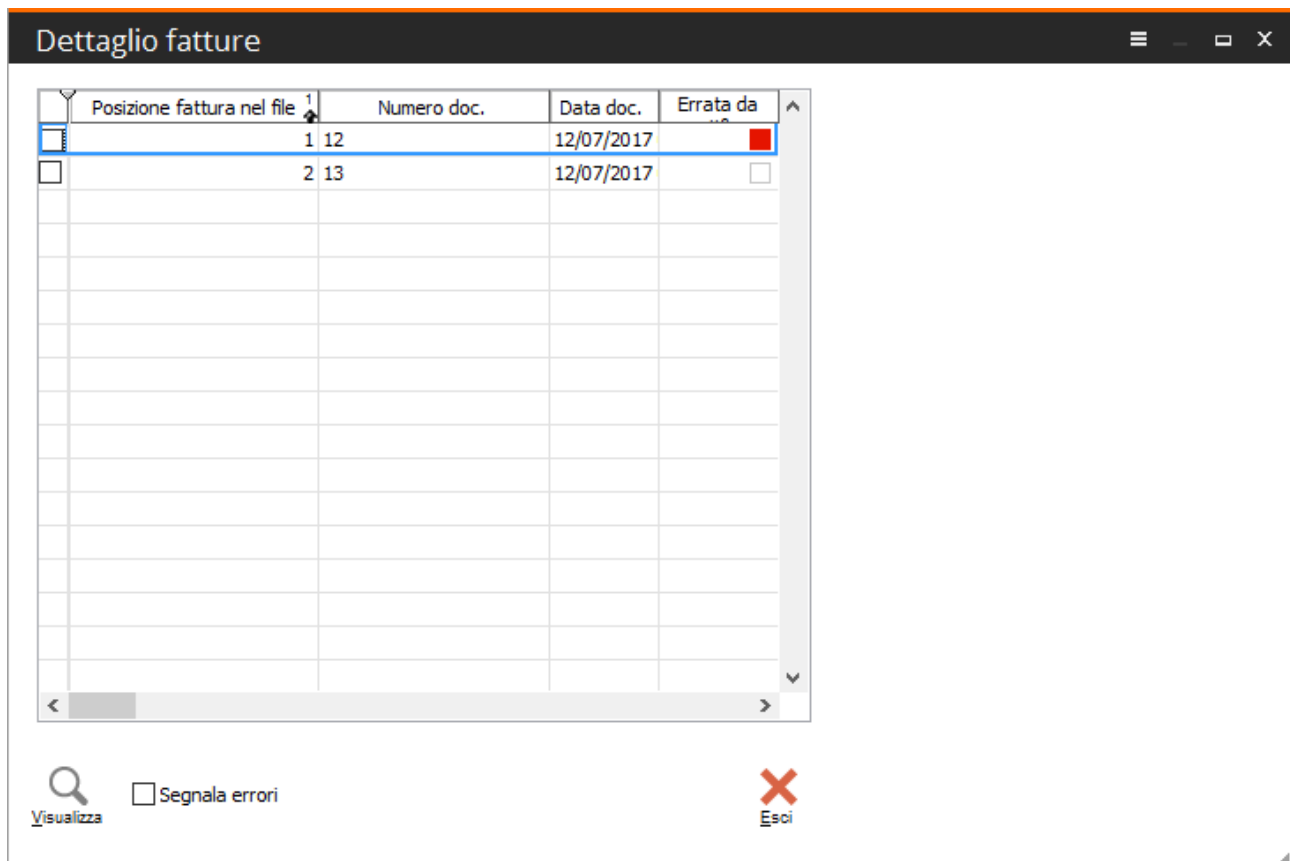 Dettaglio fatture
Posizione fattura nel file 1 Numero doc. Data doc. Errata da
1 12 12/07/2017
2 13 12/07/2017
Segnala errori
Visualizza Esci